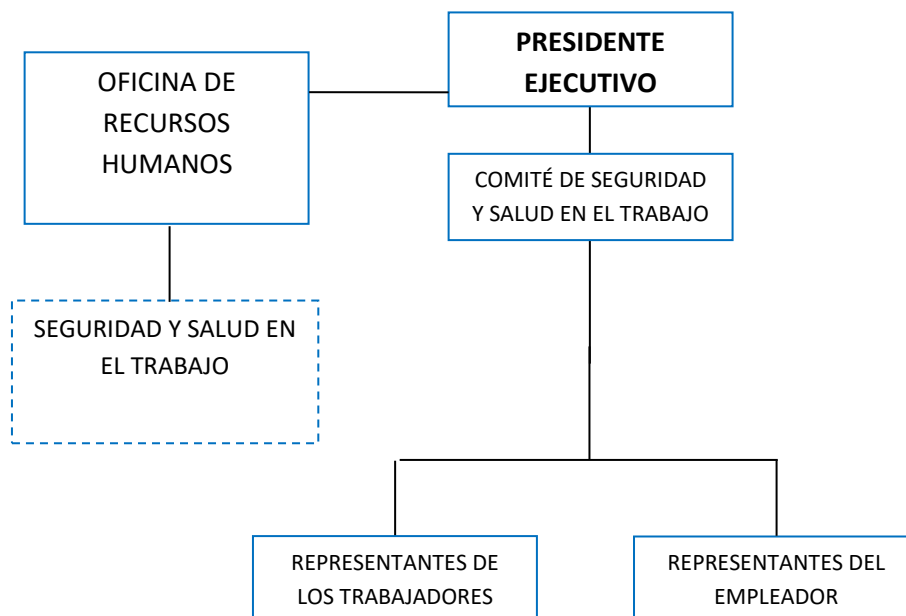 PRESIDENTE
EJECUTIVO
OFICINA DE
RECURSOS
HUMANOS
COMITÉ DE SEGURIDAD
Y SALUD EN EL TRABAJO
SEGURIDAD Y SALUD EN
EL TRABAJO
REPRESENTANTES DE
LOS TRABAJADORES
REPRESENTANTES DEL
EMPLEADOR